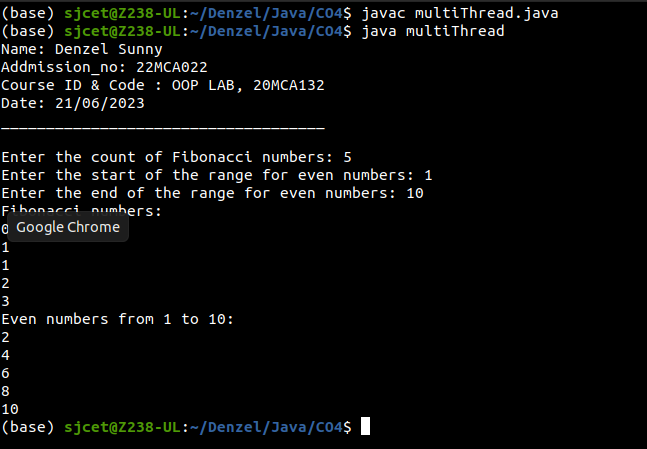 (base) sjcet@Z238-UL:~/Denzel/Java/CO4$ javac multiThread.java
(base) sjcet@Z238-UL:~/Denzel/Java/CO4$ java multiThread
Name: Denzel Sunny
Addmission_no: 22MCA022
Course ID & Code : OOP LAB, 20MCA132
Date: 21/06/2023
____________________________________
Enter the count of Fibonacci numbers: 5
Enter the start of the range for even numbers: 1
Enter the end of the range for even numbers: 10
Fibonacci numbers:
0
Google Chrome
1
1
2
3
Even numbers from 1 to 10:
2
4
6
8
10
(base) sjcet@Z238-UL:~/Denzel/Java/CO4$